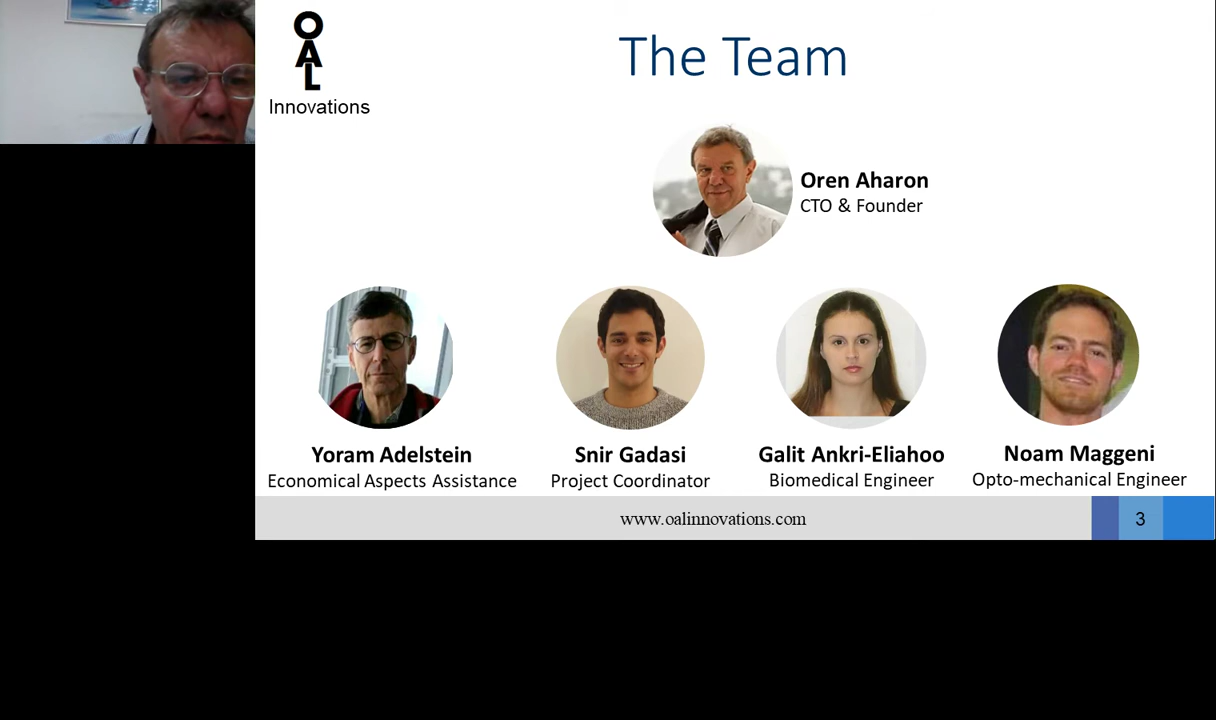 OAL
Innovations
The Team
Oren Aharon
CTO & Founder
Yoram Adelstein
Economical Aspects Assistance
Snir Gadasi
Project Coordinator
Galit Ankri-Eliahoo
Biomedical Engineer
Noam Maggeni
Opto-mechanical Engineer
www.oalinnovations.com
3